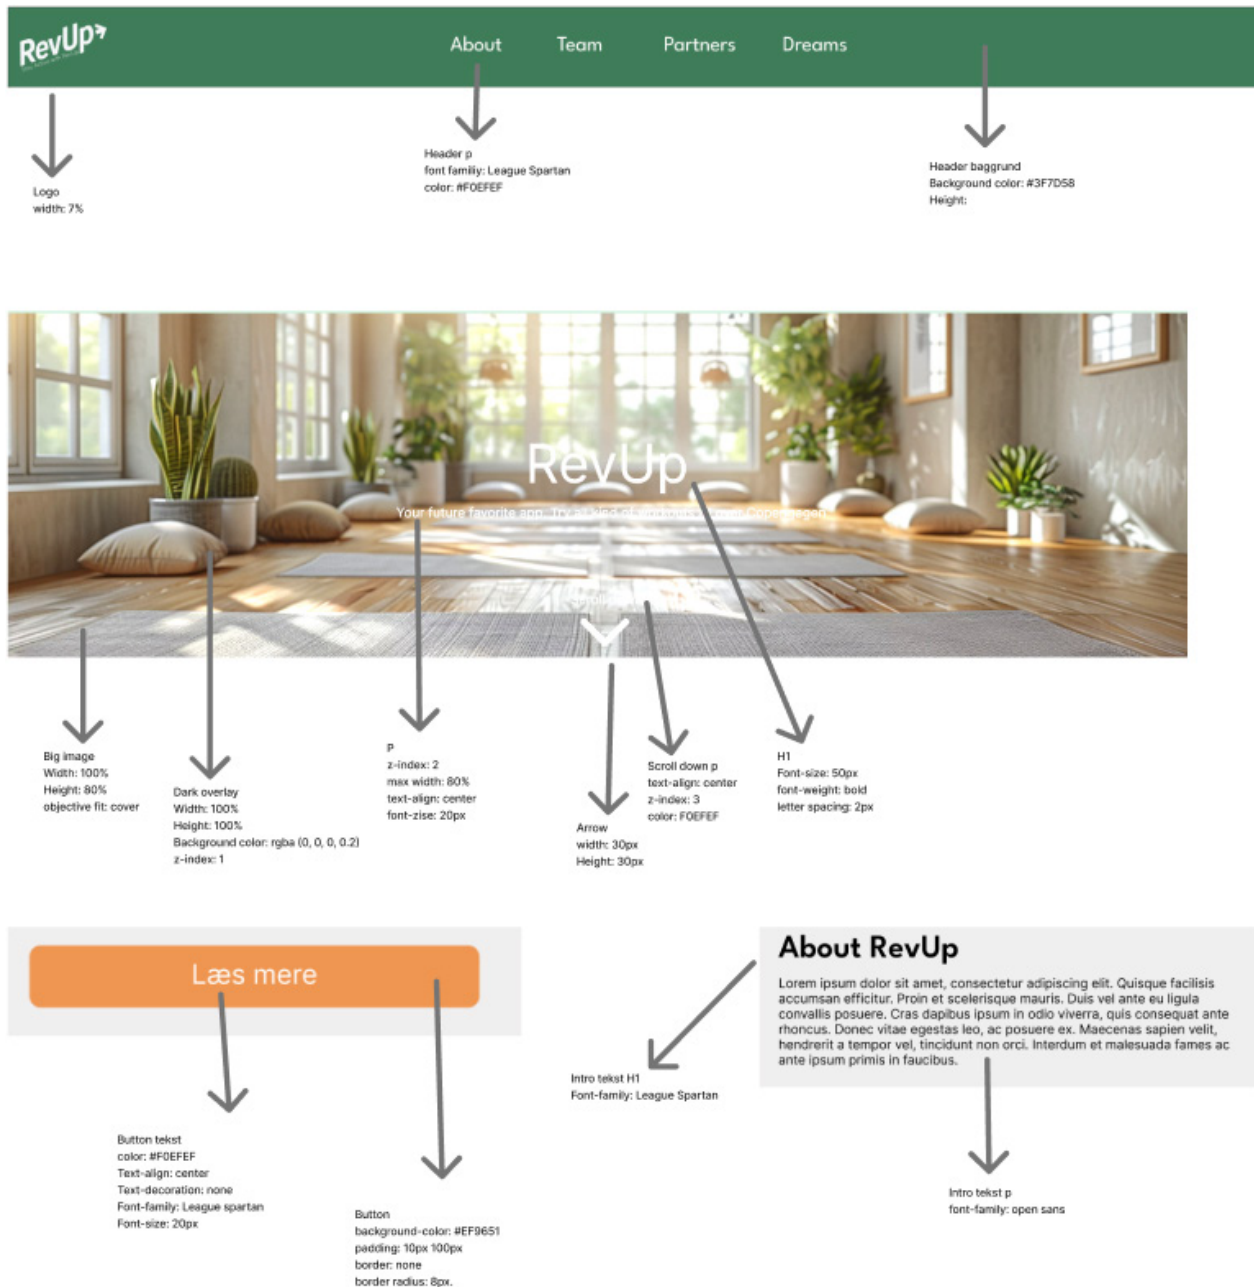 RevUp
About Team Partners Dreams
Header p
font familiy: League Spartan
color: #F0EFEF
Header baggrund
Background color: #3F7D58
Height:
Logo
width: 7%
RevUp
Your future favorite app. Try all kind of workouts
Big image
Width: 100%
Height: 80%
objective fit: cover
Dark overlay
Width: 100%
Height: 100%
Background color: rgba (0, 0, 0, 0.2)
z-index: 1
P
z-index: 2
max width: 80%
text-align: center
font-zise: 20px
Arrow
width: 30px
Height: 30px
Scroll down p
text-align: center
z-index: 3
color: F0EFEF
H1
Font-size: 50px
font-weight: bold
letter spacing: 2px
Læs mere
Button tekst
color: #F0EFEF
Text-align: center
Text-decoration: none
Font-family: League spartan
Font-size: 20px
Button
background-color: #EF9651
padding: 10px 100px
border: none
border radius: 8px.
Intro tekst H1
Font-family: League Spartan
About RevUp
Lorem ipsum dolor sit amet, consectetur adipiscing elit. Quisque facilisis
accumsan efficitur. Proin et scelerisque mauris. Duis vel ante eu ligula
convallis posuere. Cras dapibus ipsum in odio viverra, quis consequat ante
rhoncus. Donec vitae egestas leo, ac posuere ex. Maecenas sapien velit,
hendrerit a tempor vel, tincidunt non orci. Interdum et malesuada fames ac
ante ipsum primis in faucibus.
Intro tekst p
font-family: open sans